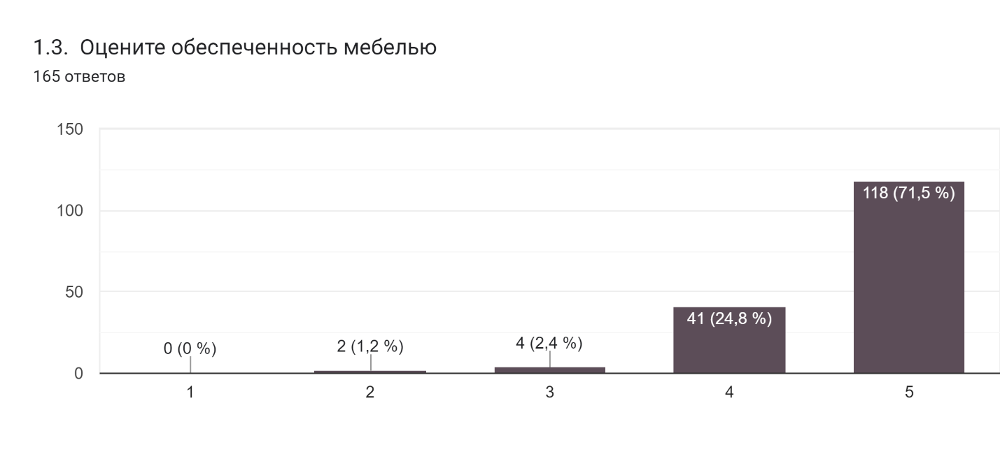 1.3. Оцените обеспеченность мебелью
165 ответов
150
100
50
0
0 (0 %)
2 (1,2 %)
4 (2,4 %)
41 (24,8 %)
118 (71,5 %)
1
2
3
4
5